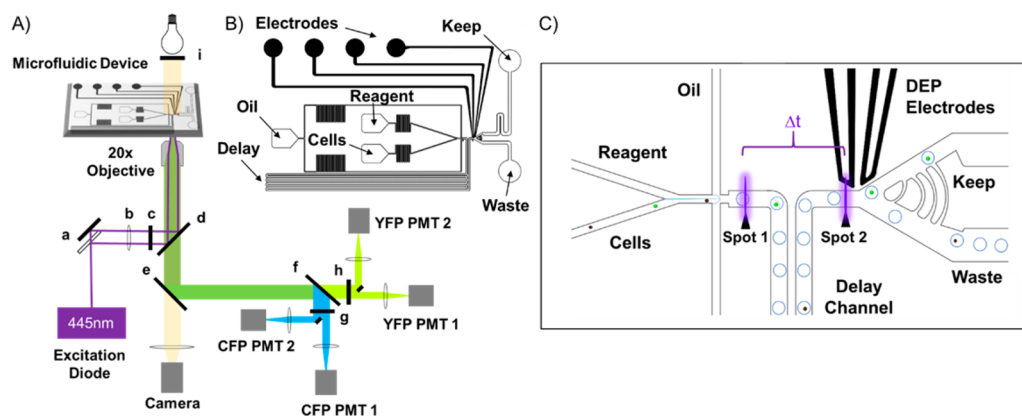 A)
i
Microfluidic Device
20x
Objective
a
b
c
d
e
445nm
Excitation
Diode
Camera
f
h
g
YFP PMT 2
YFP PMT 1
CFP PMT 2
CFP PMT 1
B)
Electrodes
Keep
Oil
Reagent
Cells
Delay
Waste
C)
Oil
DEP
Electrodes
Δt
Reagent
Keep
Spot 1
Spot 2
Cells
Delay
Channel
Waste